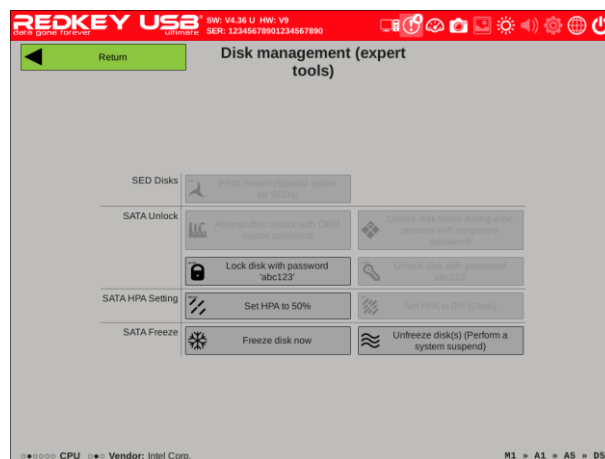 REDKEY USB®
data gone forever ultimate
SW: V4.36 U HW: V9
SER: 12345678901234567890
Return
Disk management (expert
tools)
SED Disks
PSID Revert (Special option
for SEDs)
SATA Unlock
Attempt disk unlock with OEM
master password
Unlock disk failed during wipe
process with temporary
password
Lock disk with password
'abc123'
Unlock disk with password
'abc123'
SATA HPA Setting
Set HPA to 50%
Set HPA to 0% (Clear)
SATA Freeze
Freeze disk now
Unfreeze disk(s) (Perform a
system suspend)
CPU Vendor: Intel Corp.
M1 » A1 » A5 » D5